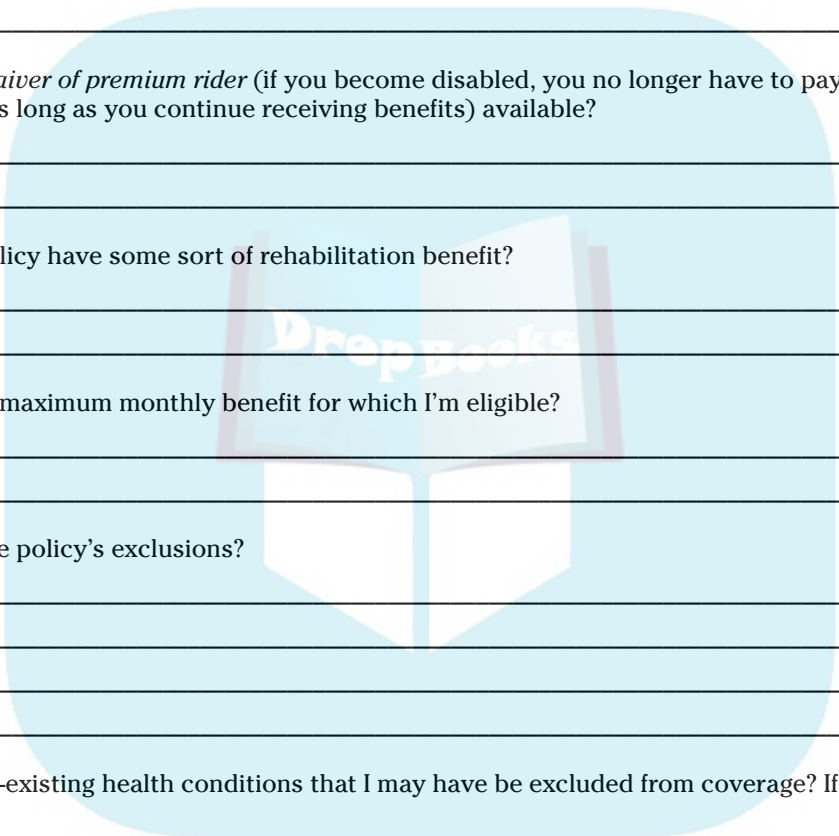 aiver of premium rider (if you become disabled, you no longer have to pay
s long as you continue receiving benefits) available?
licy have some sort of rehabilitation benefit?
DropBooks
maximum monthly benefit for which I’m eligible?
e policy’s exclusions?
-existing health conditions that I may have be excluded from coverage? If